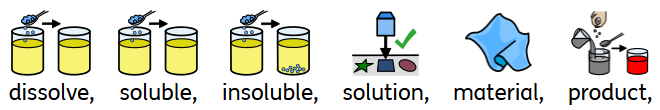 dissolve, soluble, insoluble, solution, material, product,